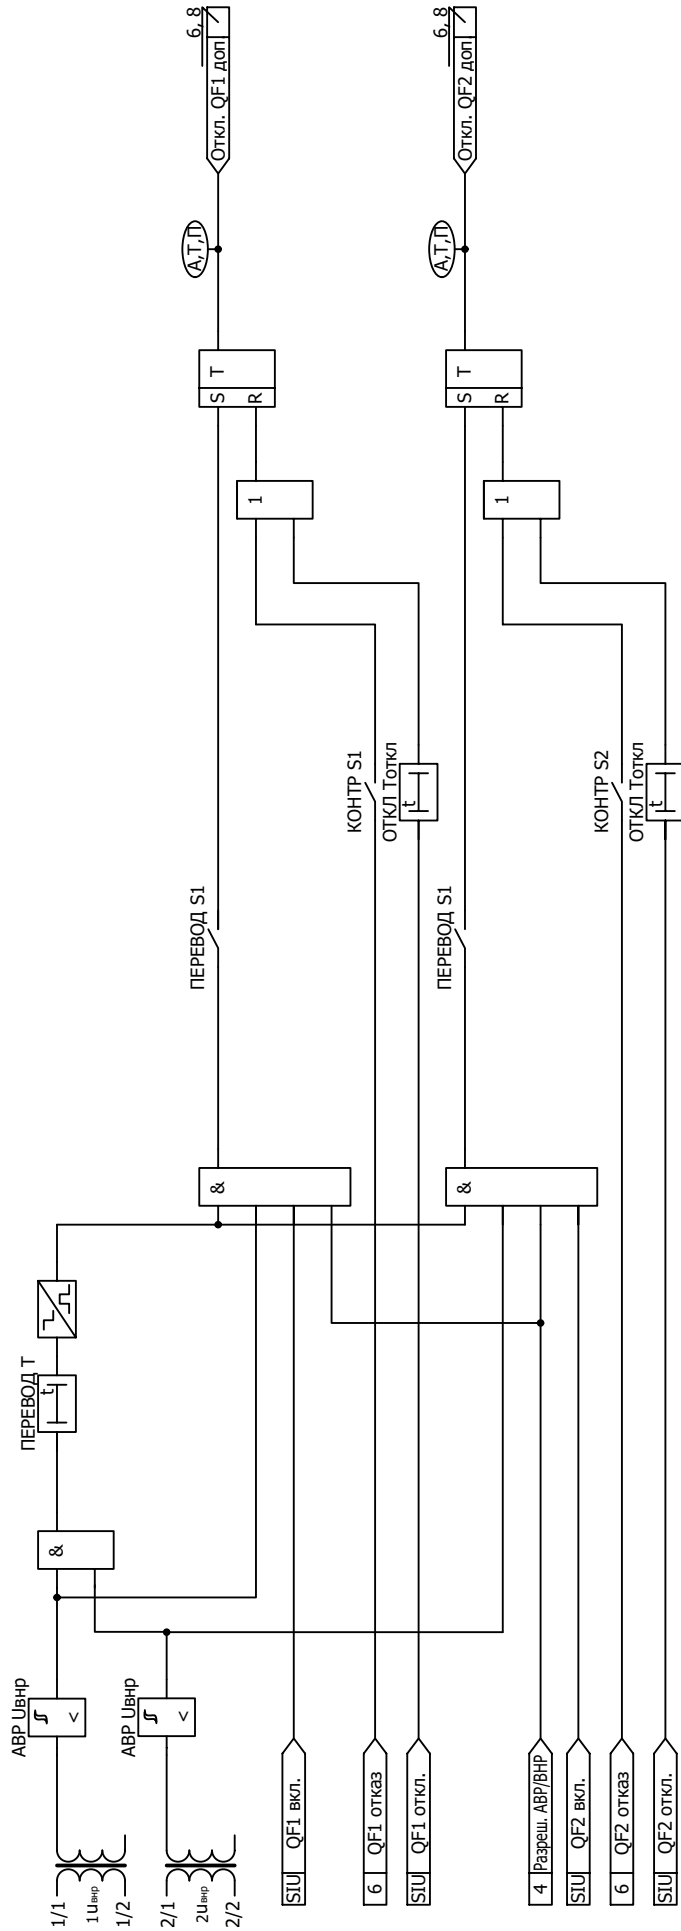 АВР Uвнр
ПЕРЕВОД Т
1/1
1uвнр
1/2
<
&
t
АВР Uвнр
2/1
2uвнр
2/2
<
ПЕРЕВОД S1
&
S T
R
А,Т,П
Откл. QF1 доп
6, 8
1
SIU QF1 вкл.
КОНТР S1
6 QF1 отказ
ОТКЛ Tоткл
SIU QF1 откл.
t
ПЕРЕВОД S1
&
S T
R
А,Т,П
Откл. QF2 доп
6, 8
1
4 Разреш. АВР/ВНР
SIU QF2 вкл.
КОНТР S2
6 QF2 отказ
ОТКЛ Tоткл
SIU QF2 откл.
t